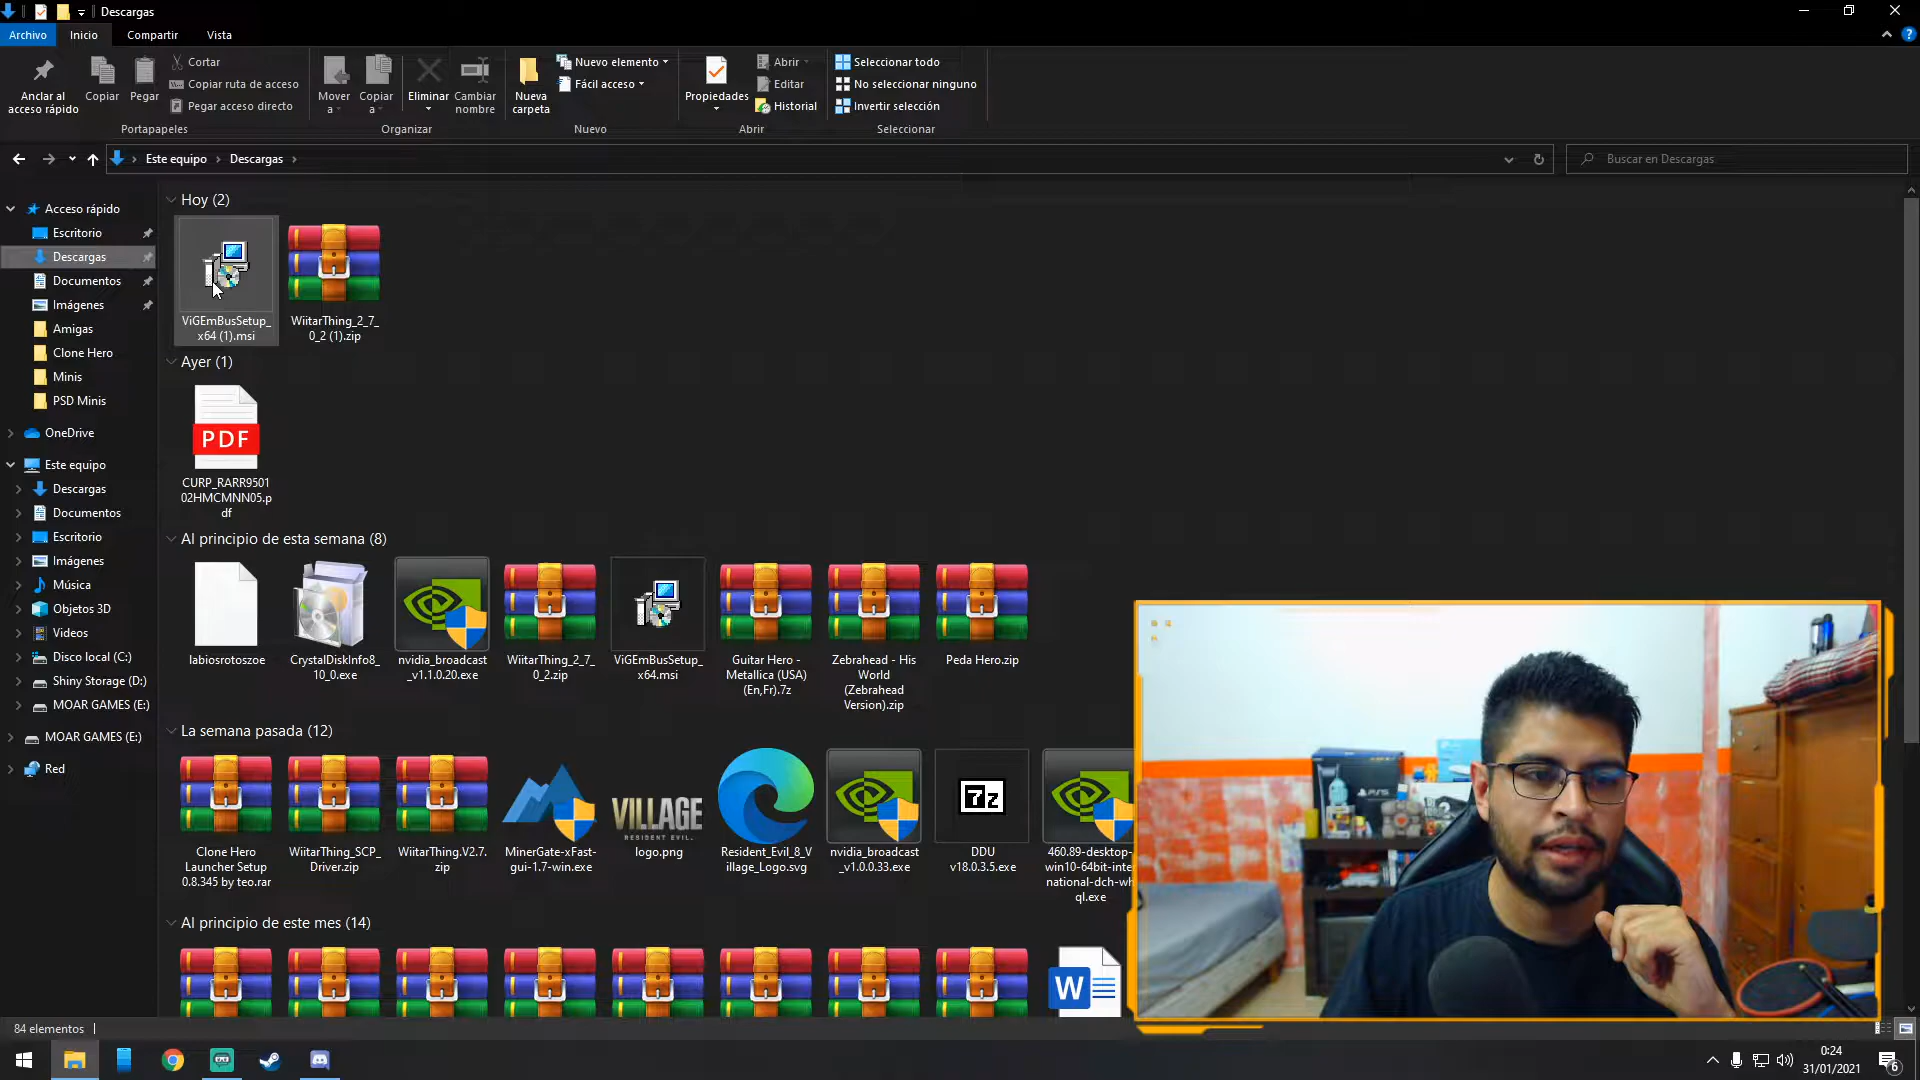 Descargas
Archivo
Inicio
Compartir
Vista
Anclar al
acceso rápido
Copiar
Pegar
Cortar
Copiar ruta de acceso
Pegar acceso directo
Portapapeles
Mover
a
Copiar
a
Eliminar
Cambiar
nombre
Organizar
Nueva
carpeta
Nuevo elemento
Fácil acceso
Nuevo
Propiedades
Abrir
Editar
Historial
Abrir
Seleccionar todo
No seleccionar ninguno
Invertir selección
Seleccionar
Este equipo
Descargas
Buscar en Descargas
Acceso rápido
Escritorio
Descargas
Documentos
Imágenes
Amigas
Clone Hero
Minis
PSD Minis
OneDrive
Este equipo
Descargas
Documentos
Escritorio
Imágenes
Música
Objetos 3D
Videos
Disco local (C:)
Shiny Storage (D:)
MOAR GAMES (E:)
MOAR GAMES (E:)
Red
Hoy (2)
ViGEmBusSetup_
x64 (1).msi
WiitarThing_2_7_
0_2 (1).zip
Ayer (1)
PDF
CURP_RARR9501
02HMCMNN05.p
df
Al principio de esta semana (8)
labiosrotoszoe
CrystalDiskInfo8_
10_0.exe
nvidia_broadcast
_v1.1.0.20.exe
WiitarThing_2_7_
0_2.zip
ViGEmBusSetup_
x64.msi
Guitar Hero -
Metallica (USA)
(En,Fr).7z
Zebrahead - His
World
(Zebrahead
Version).zip
Peda Hero.zip
La semana pasada (12)
Clone Hero
Launcher Setup
0.8.345 by teo.rar
WiitarThing_SCP_
Driver.zip
WiitarThing.V2.7.
zip
MinerGate-xFast-
gui-1.7-win.exe
VILLAGE
RESIDENT EVIL.
logo.png
Resident_Evil_8_V
illage_Logo.svg
nvidia_broadcast
_v1.0.0.33.exe
7z
DDU
v18.0.3.5.exe
460.89-desktop-
win10-64bit-inte
national-dch-wh
ql.exe
Al principio de este mes (14)
W
PS5
84 elementos
0:24
31/01/2021
6